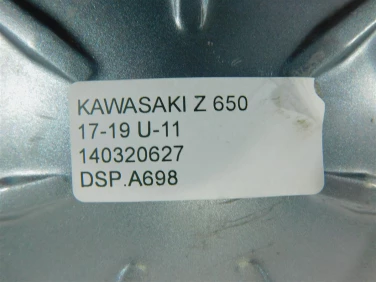 KAWASAKI Z 650
17-19 U-11
140320627
DSP.A698